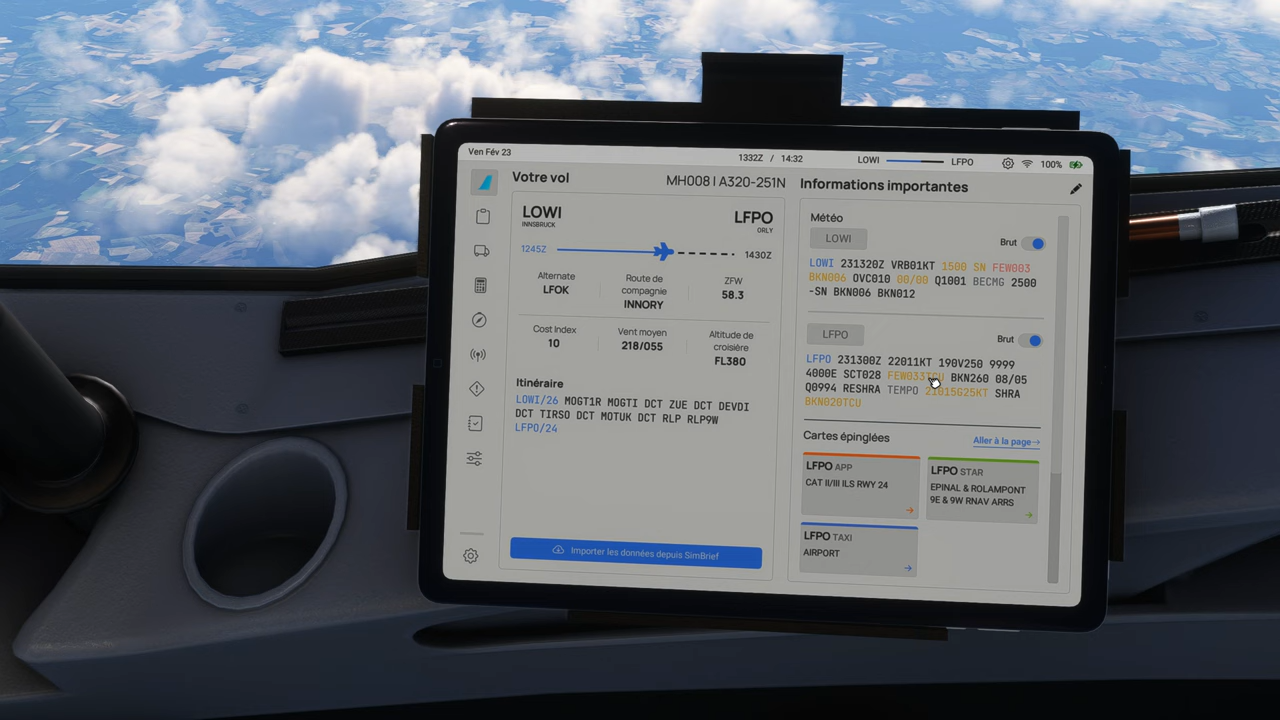 Ven Fév 23
1332Z / 14:32
LOWI
LFPO
100%
Votre vol
MH008 | A320-251N
LOWI
INNSBRUCK
LFPO
ORLY
1245Z
1430Z
Alternate
LFOK
Route de
compagnie
INNORY
ZFW
58.3
Cost Index
10
Vent moyen
218/055
Altitude de
croisière
FL380
Itinéraire
LOWI/26 MOGT1R MOGTI DCT ZUE DCT DEVDI
DCT TIRSO DCT MOTUK DCT RLP RLP9W
LFPO/24
Importer les données depuis SimBrief
Informations importantes
Météo
LOWI
Brut
LOWI 231320Z VRB01KT 1500 SN FEW003
BKN006 OVC010 00/00 Q1001 BECMG 2500
-SN BKN006 BKN012
LFPO
Brut
LFPO 231300Z 22011KT 190V250 9999
4000E SCT028 FEW033TCU BKN260 08/05
Q0994 RESHRA TEMPO 21015G25KT SHRA
BKN020TCU
Cartes épinglées
Aller à la page→
LFPO APP
CAT II/III ILS RWY 24
LFPO STAR
EPINAL & ROLAMPONT
9E & 9W RNAV ARRS
LFPO TAXI
AIRPORT